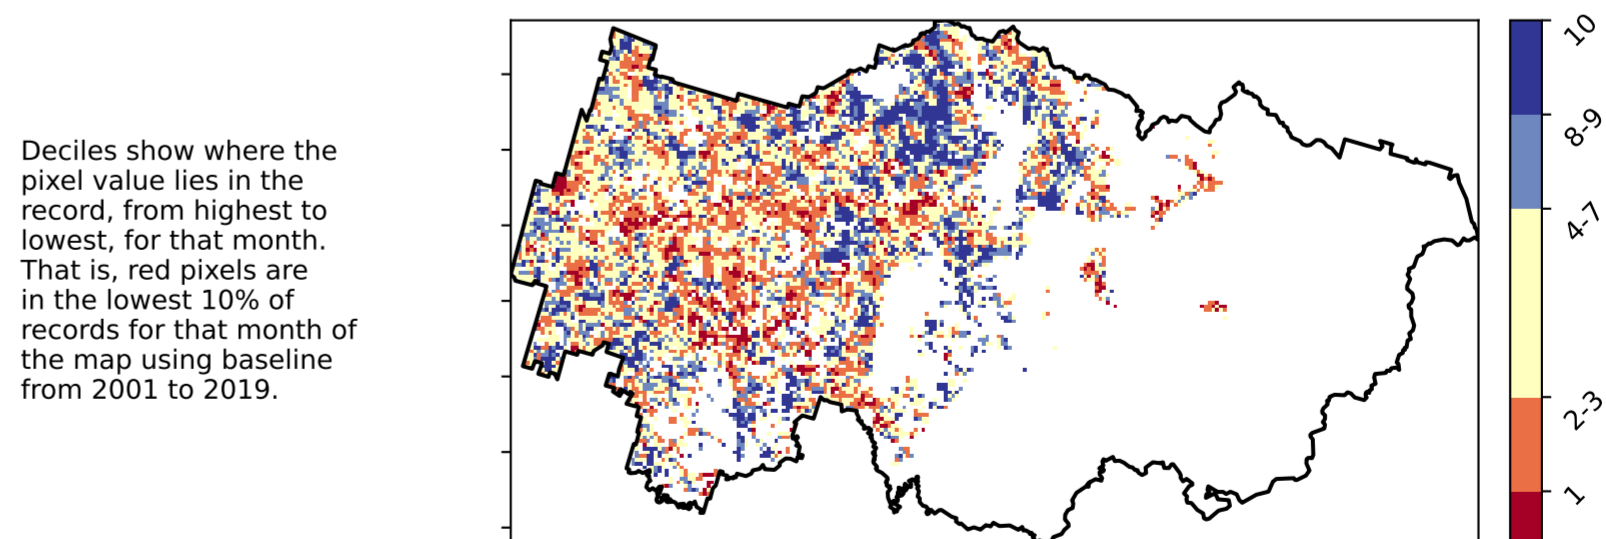 Deciles show where the
pixel value lies in the
record, from highest to
lowest, for that month.
That is, red pixels are
in the lowest 10% of
records for that month of
the map using baseline
from 2001 to 2019.
10
8-9
4-7
2-3
1